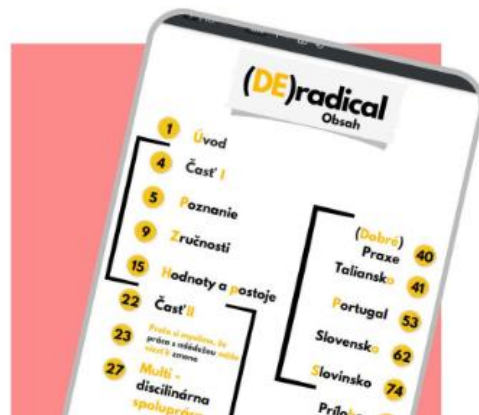 (DE)radical
Obsah
1 Úvod
4 Časť I
5 Poznanie
9 Zručnosti
15 Hodnoty a postoje
22 Časť II
23 Prečo si myslíme, že
práca s mládežou môže
viesť k zmene
27 Multi -
discilinárna
(Dobré)
Praxe 40
Taliansko 41
Portugal 53
Slovensko 62
Slovinsko 74